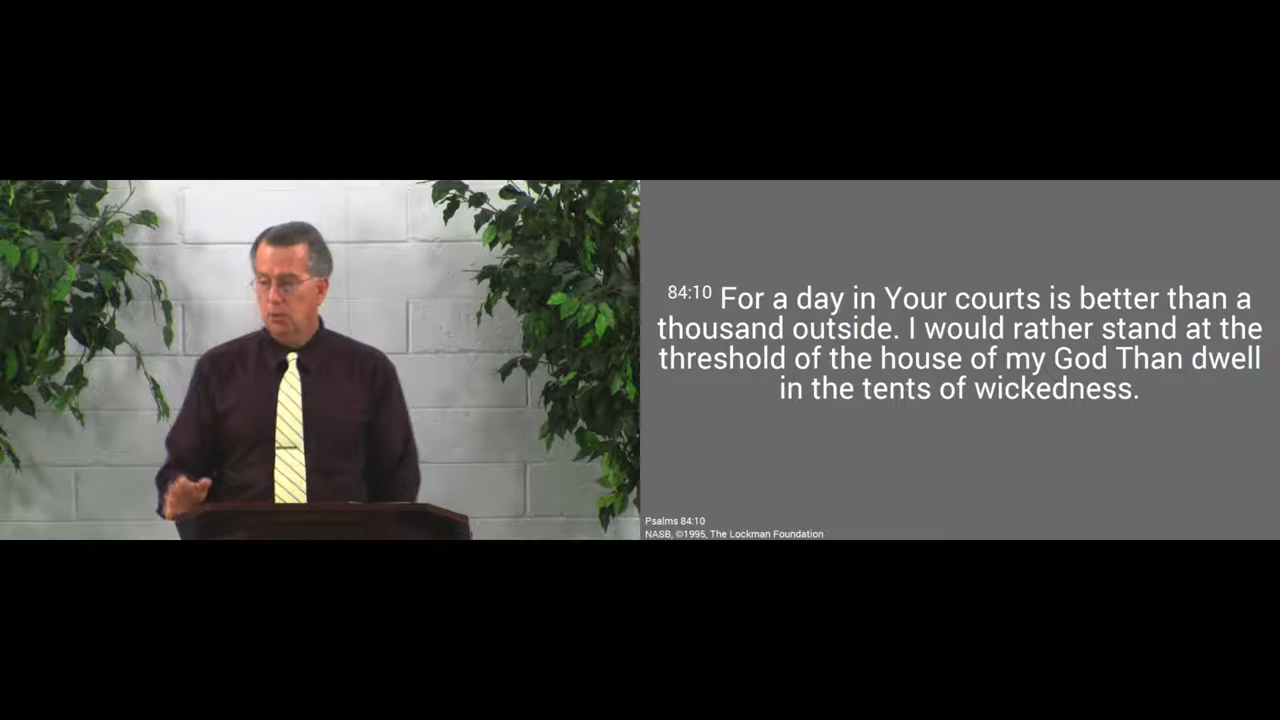 84:10 For a day in Your courts is better than a
thousand outside. I would rather stand at the
threshold of the house of my God Than dwell
in the tents of wickedness.
Psalms 84:10
NASB, ©1995, The Lockman Foundation